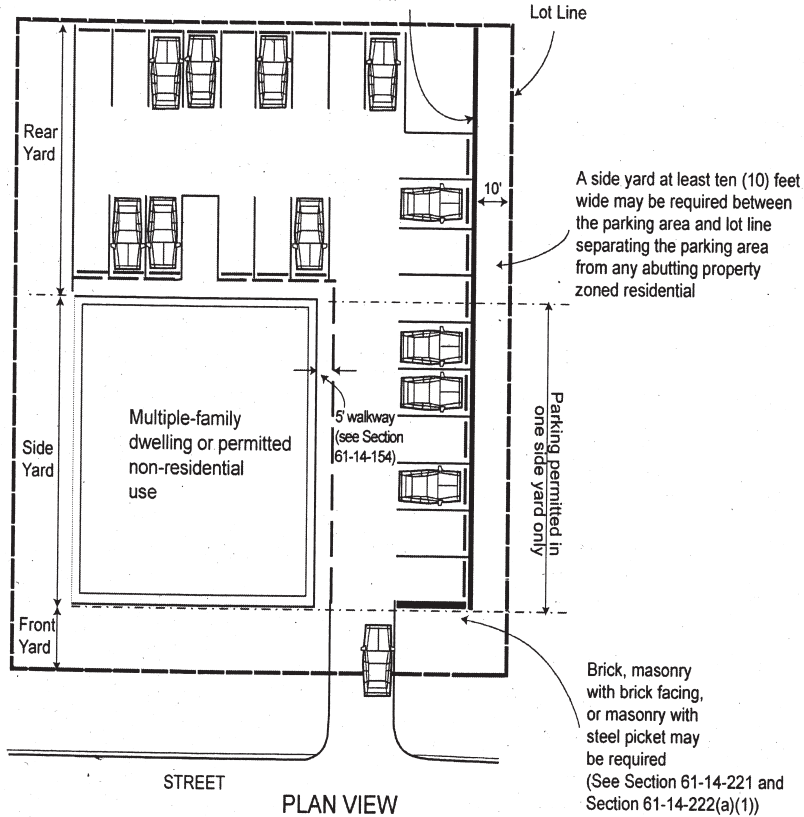 Lot Line
Rear
Yard
10'
A side yard at least ten (10) feet
wide may be required between
the parking area and lot line
separating the parking area
from any abutting property
zoned residential
Multiple-family
dwelling or permitted
non-residential
use
5' walkway
(see Section
61-14-154)
Side
Yard
Parking permitted in
one side yard only
Front
Yard
Brick, masonry
with brick facing,
or masonry with
steel picket may
be required
(See Section 61-14-221 and
Section 61-14-222(a)(1))
STREET
PLAN VIEW